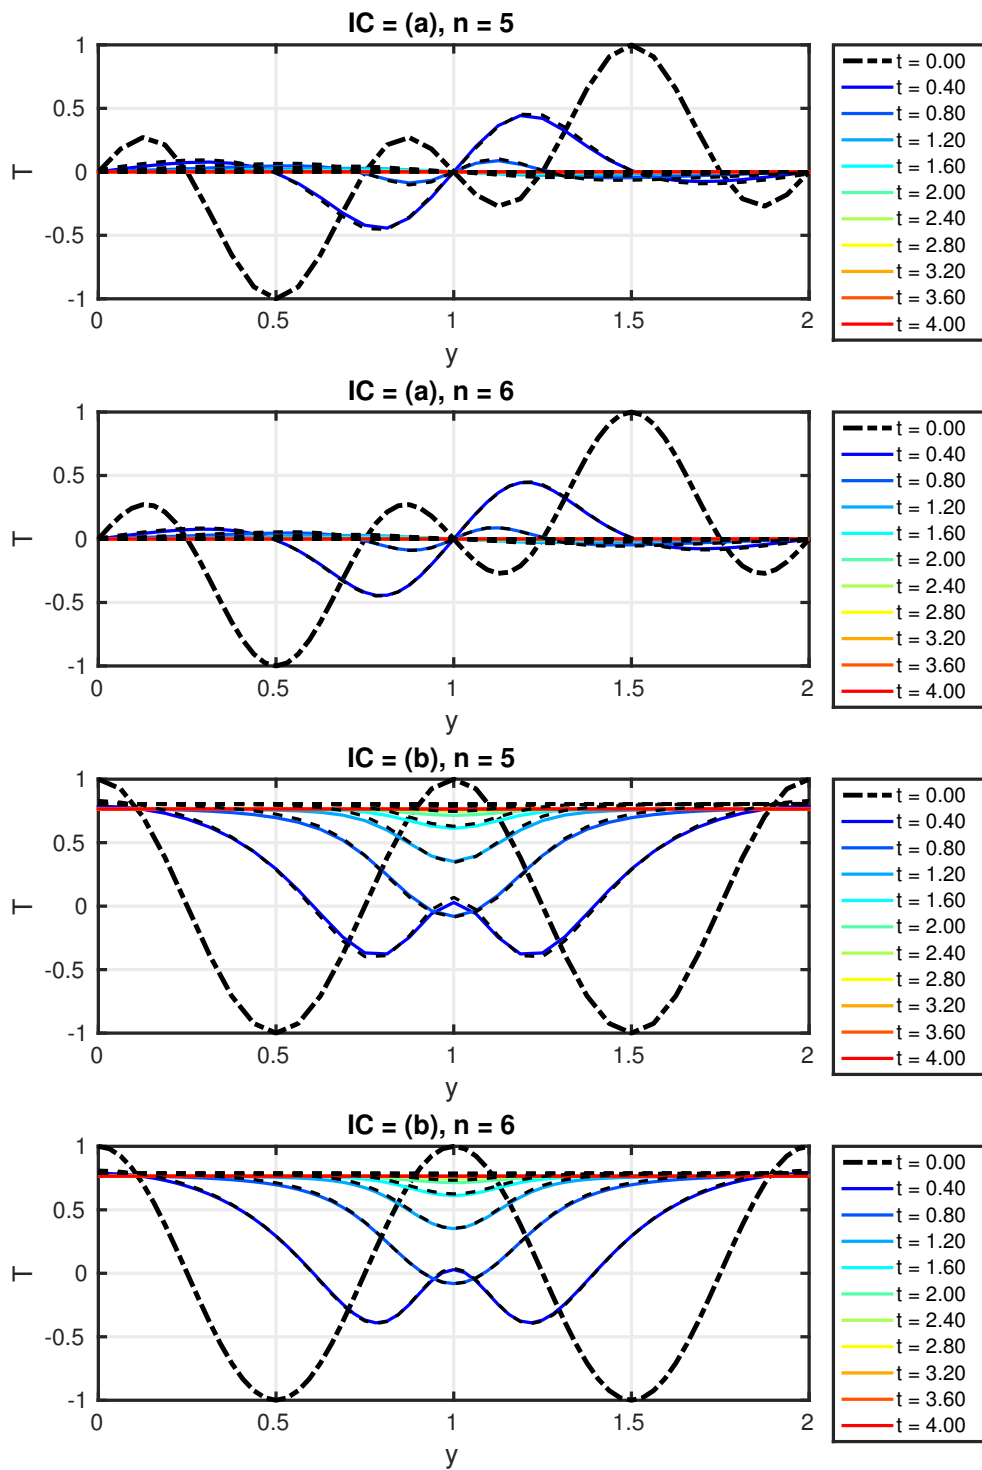 IC = (a), n = 5
1
0.5
0
-0.5
-1
T
0
0.5
1
1.5
2
y
t = 0.00
t = 0.40
t = 0.80
t = 1.20
t = 1.60
t = 2.00
t = 2.40
t = 2.80
t = 3.20
t = 3.60
t = 4.00
IC = (a), n = 6
1
0.5
0
-0.5
-1
T
0
0.5
1
1.5
2
y
t = 0.00
t = 0.40
t = 0.80
t = 1.20
t = 1.60
t = 2.00
t = 2.40
t = 2.80
t = 3.20
t = 3.60
t = 4.00
IC = (b), n = 5
1
0.5
0
-0.5
-1
T
0
0.5
1
1.5
2
y
t = 0.00
t = 0.40
t = 0.80
t = 1.20
t = 1.60
t = 2.00
t = 2.40
t = 2.80
t = 3.20
t = 3.60
t = 4.00
IC = (b), n = 6
1
0.5
0
-0.5
-1
T
0
0.5
1
1.5
2
y
t = 0.00
t = 0.40
t = 0.80
t = 1.20
t = 1.60
t = 2.00
t = 2.40
t = 2.80
t = 3.20
t = 3.60
t = 4.00